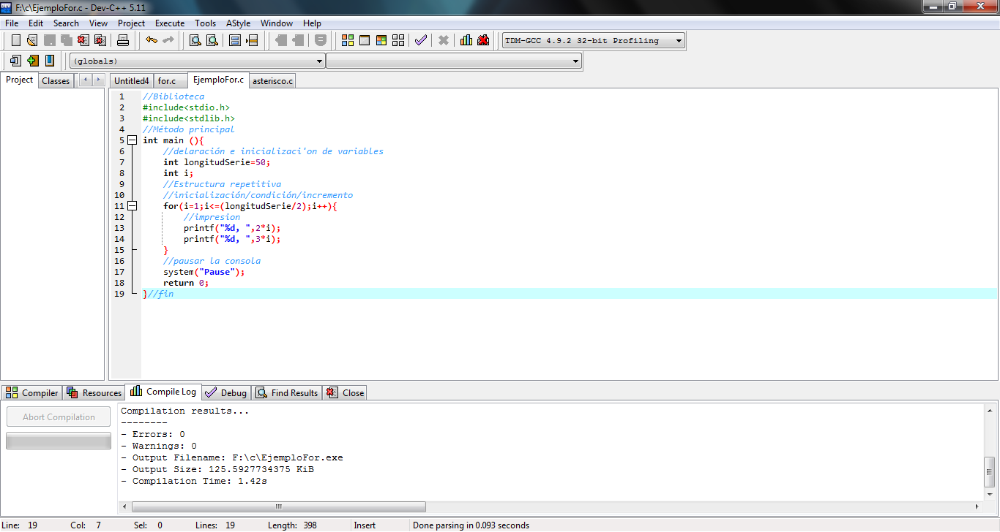 F:\c\EjemploFor.c - Dev-C++ 5.11
File Edit Search View Project Execute Tools AStyle Window Help
TDM-GCC 4.9.2 32-bit Profiling
(globals)
Project Classes
Untitled4 for.c EjemploFor.c asterisco.c
1 //Biblioteca
2 #include<stdio.h>
3 #include<stdlib.h>
4 //Método principal
5 int main (){
6 //delaración e inicializaci'on de variables
7 int longitudSerie=50;
8 int i;
9 //Estructura repetitiva
10 //inicialización/condición/incremento
11 for(i=1;i<=(longitudSerie/2);i++){
12 //impresion
13 printf("%d, ",2*i);
14 printf("%d, ",3*i);
15 }
16 //pausar la consola
17 system("Pause");
18 return 0;
19 }//fin
Compiler Resources Compile Log Debug Find Results Close
Abort Compilation
Compilation results...
--------
- Errors: 0
- Warnings: 0
- Output Filename: F:\c\EjemploFor.exe
- Output Size: 125.5927734375 KiB
- Compilation Time: 1.42s
Line: 19 Col: 7 Sel: 0 Lines: 19 Length: 398 Insert Done parsing in 0.093 seconds